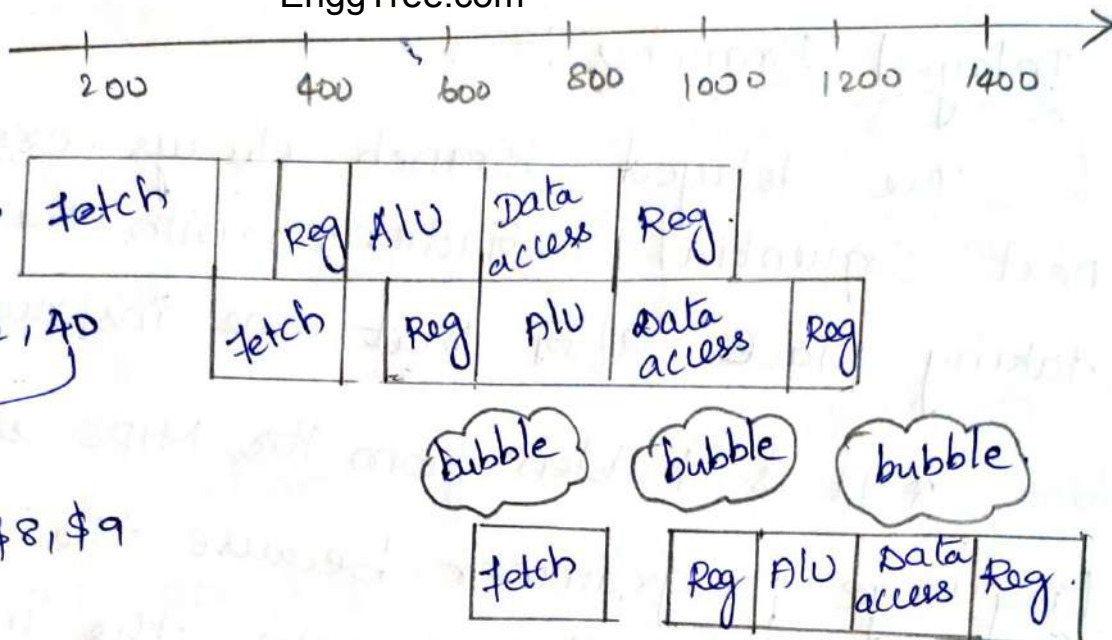 EnggTree.com
200 400 600 800 1000 1200 1400
Fetch Reg ALU Data access Reg.
, 40 Fetch Reg ALU Data access Reg
bubble bubble bubble.
$8, $9
Fetch Reg ALU Data access Reg.